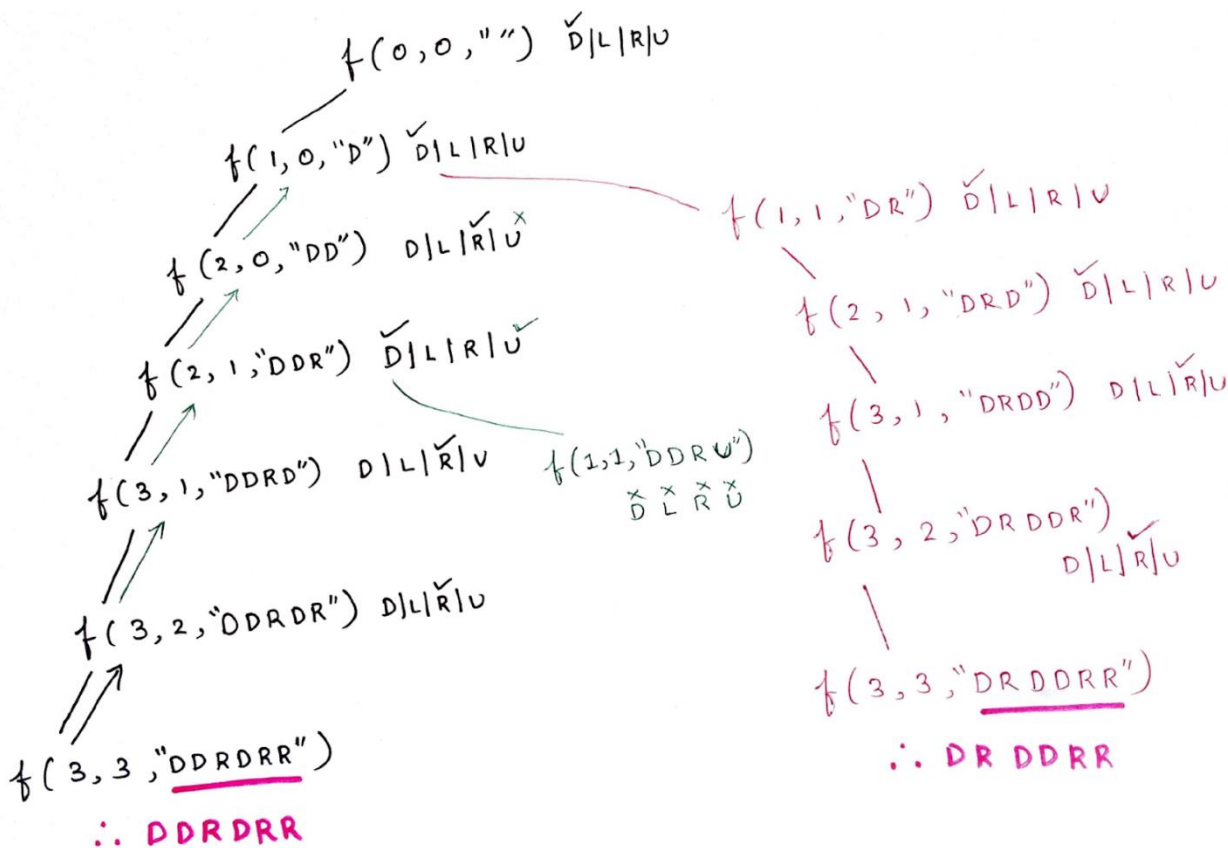 f(0,0,"") D|L|R|U
f(1,0,"D") D|L|R|U
f(2,0,"DD") D|L|R|U
f(2,1,"DDR") D|L|R|U
f(3,1,"DDRD") D|L|R|U
f(1,1,"DDRU")
D L R U
f(3,2,"DDRDR") D|L|R|U
f(3,3,"DDRDRR")
∴ DDRDRR
f(1,1,"DR") D|L|R|U
f(2,1,"DRD") D|L|R|U
f(3,1,"DRDD") D|L|R|U
f(3,2,"DRDDR")
D|L|R|U
f(3,3,"DRDDRR")
∴ DR DDRR